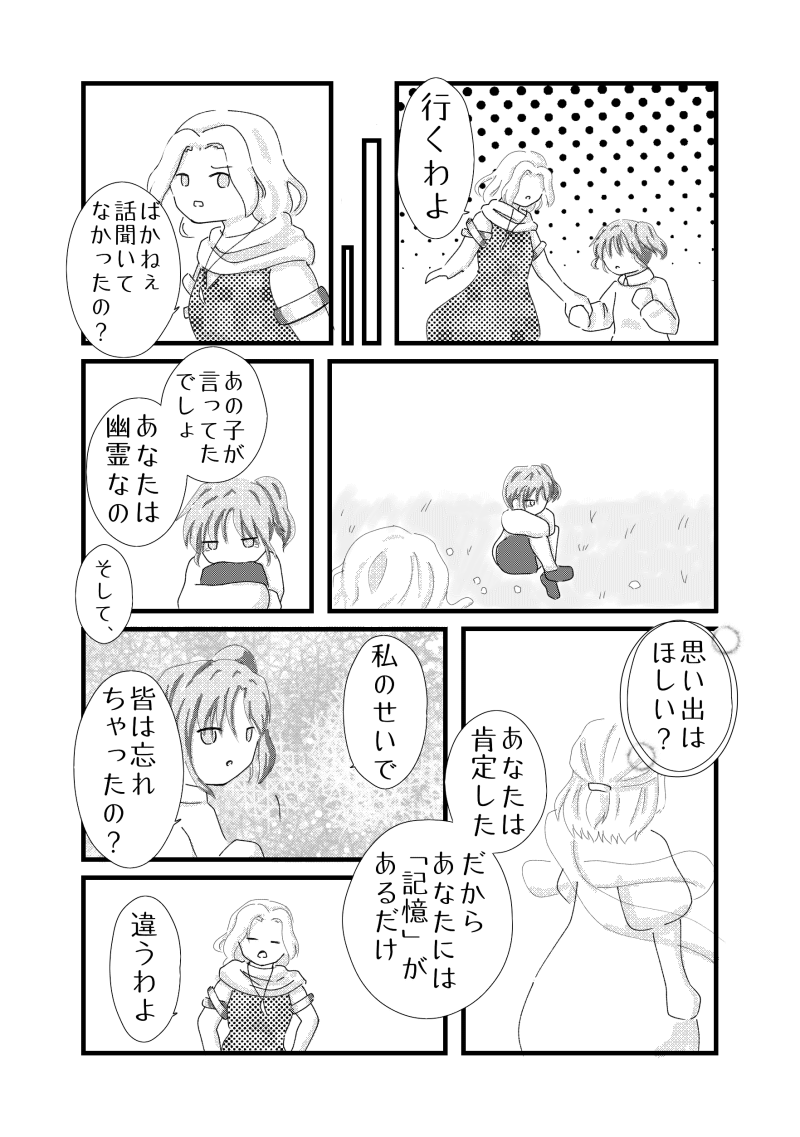 行くわよ
ばかねぇ
話聞いて
なかったの？
あの子が
言ってた
でしょ
あなたは
幽霊なの
そして、
思い出は
ほしい？
あなたは
肯定した
だから
あなたには
「記憶」が
あるだけ
私のせいで
皆は忘れ
ちゃったの？
違うわよ